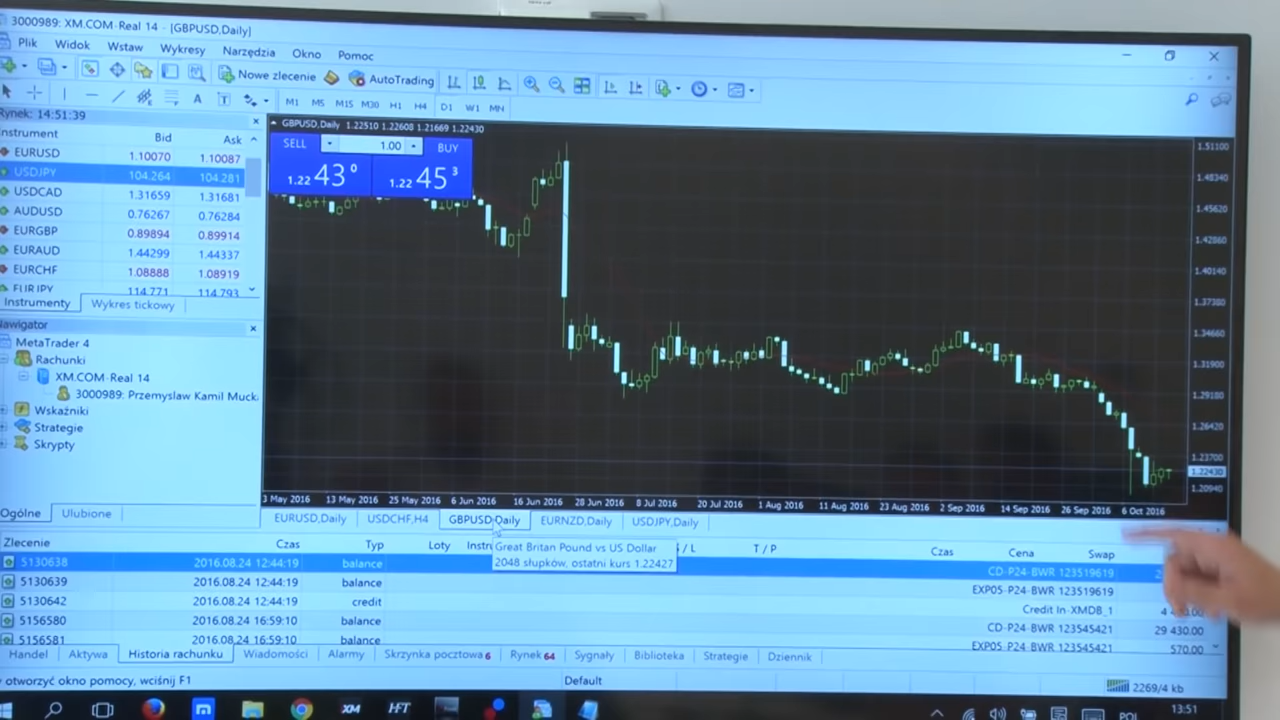 3000989: XM.COM-Real 14 - [GBPUSD,Daily]
Plik Widok Wstaw Wykresy Narzędzia Okno Pomoc
Nowe zlecenie AutoTrading
A T M1 M5 M15 M30 H1 H4 D1 W1 MN
Rynek: 14:51:39
Instrument Bid Ask
EURUSD 1.10070 1.10087
USDJPY 104.264 104.281
USDCAD 1.31659 1.31681
AUDUSD 0.76267 0.76284
EURGBP 0.89894 0.89914
EURAUD 1.44299 1.44337
EURCHF 1.08888 1.08919
EURJPY 114.771 114.793
Instrumenty Wykres tickowy
Nawigator
MetaTrader 4
Rachunki
XM.COM-Real 14
3000989: Przemyslaw Kamil Muck
Wskaźniki
Strategie
Skrypty
Ogólne Ulubione
GBPUSD,Daily 1.22510 1.22608 1.21669 1.22430
SELL 1.00 BUY
1.22 43 0 1.22 45 3
1.51100
1.48340
1.45620
1.42860
1.40140
1.37380
1.34660
1.31900
1.29180
1.26420
1.23700
1.22430
1.20940
3 May 2016 13 May 2016 25 May 2016 6 Jun 2016 16 Jun 2016 28 Jun 2016 8 Jul 2016 20 Jul 2016 1 Aug 2016 11 Aug 2016 23 Aug 2016 2 Sep 2016 14 Sep 2016 26 Sep 2016 6 Oct 2016
EURUSD,Daily USDCHF,H4 GBPUSD,Daily EURNZD,Daily USDJPY,Daily
Great Britan Pound vs US Dollar
2048 słupków, ostatni kurs 1.22427
Zlecenie Czas Typ Loty Instru / L T / P Czas Cena Swap
5130638 2016.08.24 12:44:19 balance CD-P24-BWR 123519619
5130639 2016.08.24 12:44:19 balance EXP05-P24-BWR 123519619
5130642 2016.08.24 12:44:19 credit Credit In-XMDB_1
5156580 2016.08.24 16:59:10 balance CD-P24-BWR 123545421 29 430.00
5156581 2016.08.24 16:59:10 balance EXP05-P24-BWR 123545421 570.00
Handel Aktywa Historia rachunku Wiadomości Alarmy Skrzynka pocztowa 6 Rynek 64 Sygnały Biblioteka Strategie Dziennik
otworzyć okno pomocy, wciśnij F1 Default 2269/4 kb
XM HFT POL 13:51